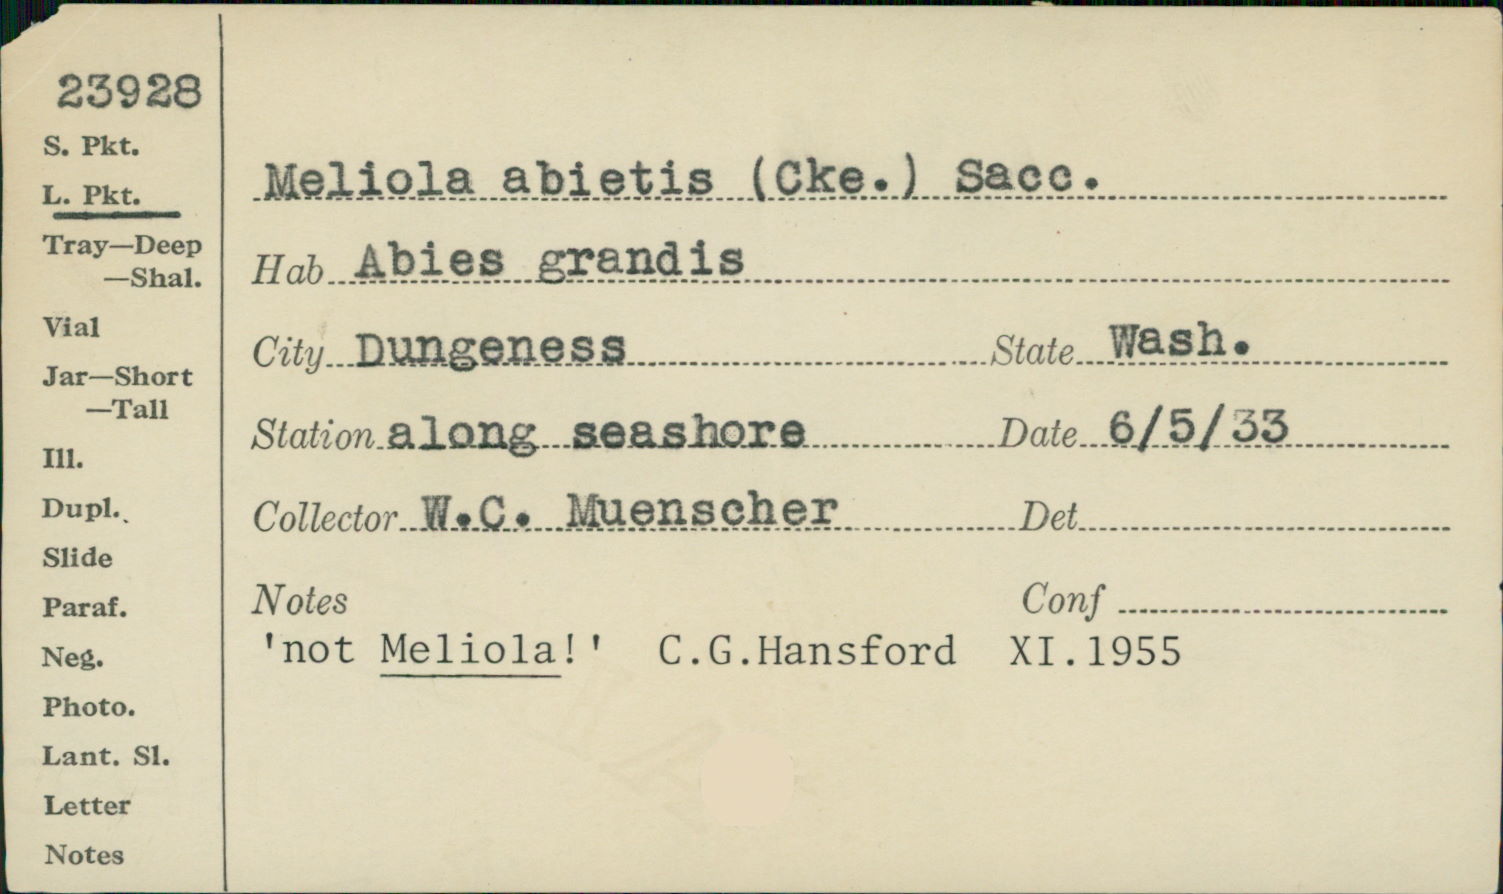 23928
S. Pkt.
L. Pkt.
Tray—Deep
—Shal.
Vial
Jar—Short
—Tall
Ill.
Dupl.
Slide
Paraf.
Neg.
Photo.
Lant. Sl.
Letter
Notes
Meliola abietis (Cke.) Sacc.
Hab Abies grandis
City Dungeness State Wash.
Station along seashore Date 6/5/33
Collector W.C. Muenscher Det
Notes Conf
'not Meliola!' C.G.Hansford XI.1955